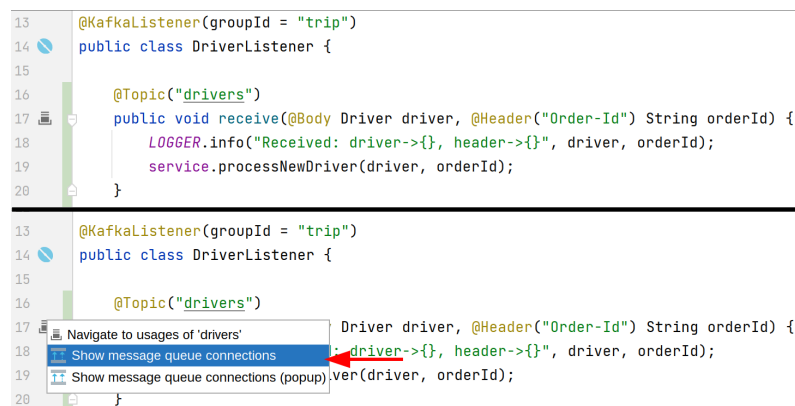 13 @KafkaListener(groupId = "trip")
14 public class DriverListener {
15
16 @Topic("drivers")
17 public void receive(@Body Driver driver, @Header("Order-Id") String orderId) {
18 LOGGER.info("Received: driver->{}, header->{}", driver, orderId);
19 service.processNewDriver(driver, orderId);
20 }
13 @KafkaListener(groupId = "trip")
14 public class DriverListener {
15
16 @Topic("drivers")
17 Driver driver, @Header("Order-Id") String orderId) {
Navigate to usages of 'drivers'
18 : driver->{}, header->{}", driver, orderId);
Show message queue connections
19 ver(driver, orderId);
Show message queue connections (popup)
20 }